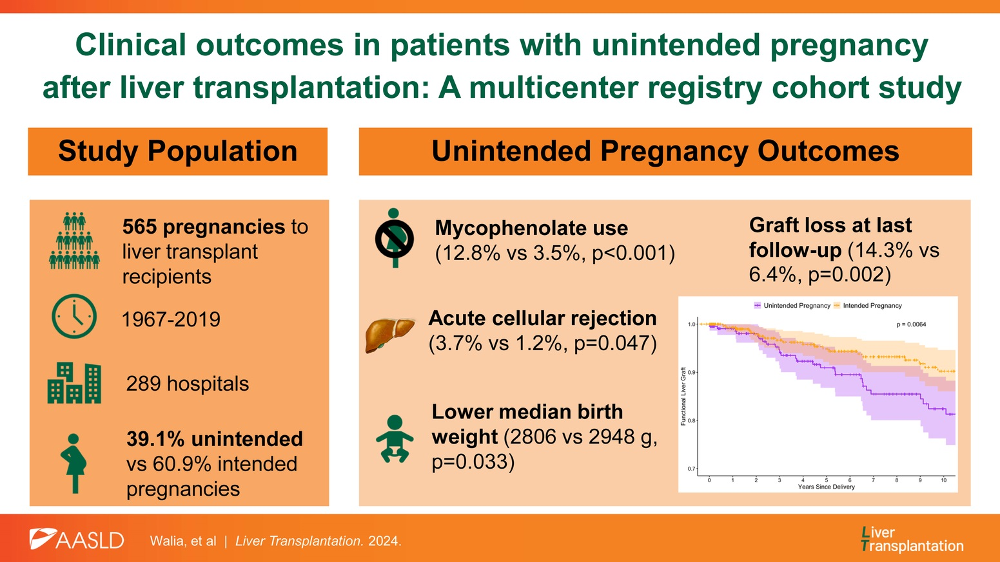 Clinical outcomes in patients with unintended pregnancy
after liver transplantation: A multicenter registry cohort study
Study Population
565 pregnancies to
liver transplant
recipients
1967-2019
289 hospitals
39.1% unintended
vs 60.9% intended
pregnancies
Unintended Pregnancy Outcomes
Mycophenolate use
(12.8% vs 3.5%, p<0.001)
Acute cellular rejection
(3.7% vs 1.2%, p=0.047)
Lower median birth
weight (2806 vs 2948 g,
p=0.033)
Graft loss at last
follow-up (14.3% vs
6.4%, p=0.002)
Unintended Pregnancy Intended Pregnancy
p = 0.0064
Functional Liver Graft
1.0
0.9
0.8
0.7
0 1 2 3 4 5 6 7 8 9 10
Years Since Delivery
AASLD
Walia, et al | Liver Transplantation. 2024.
Liver
Transplantation